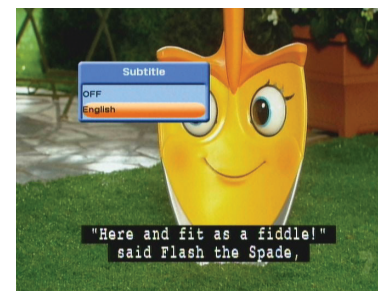 Subtitle
OFF
English
"Here and fit as a fiddle!"
said Flash the Spade,